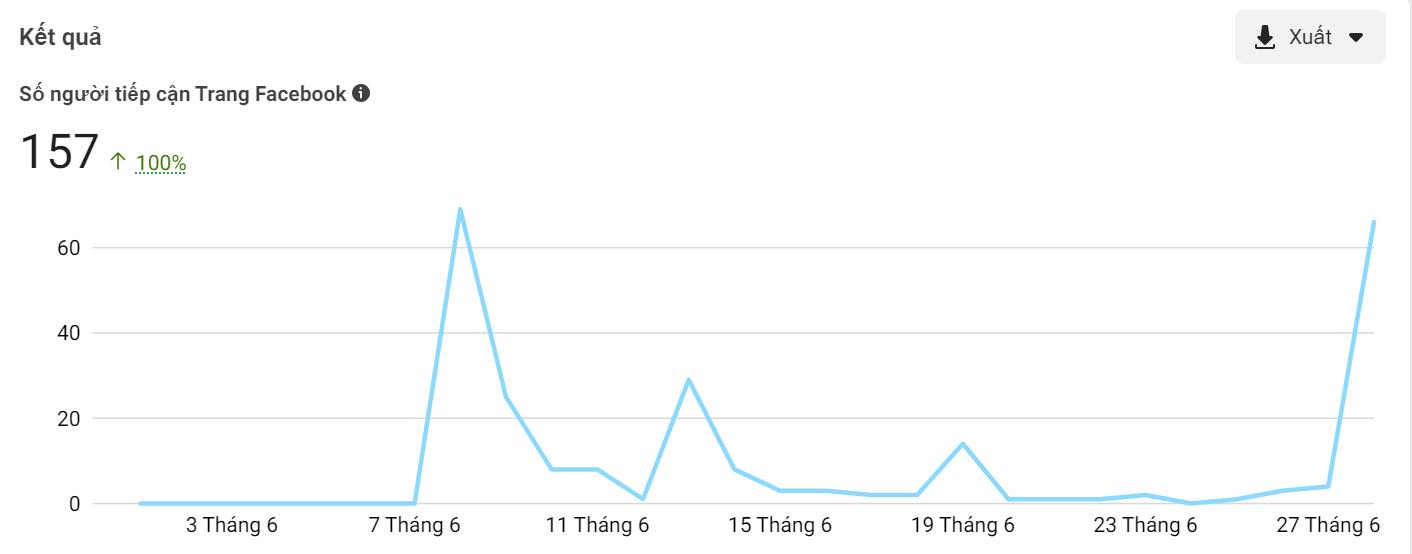 Kết quả
Xuất
Số người tiếp cận Trang Facebook
157 ↑ 100%
60
40
20
0
3 Tháng 6 7 Tháng 6 11 Tháng 6 15 Tháng 6 19 Tháng 6 23 Tháng 6 27 Tháng 6